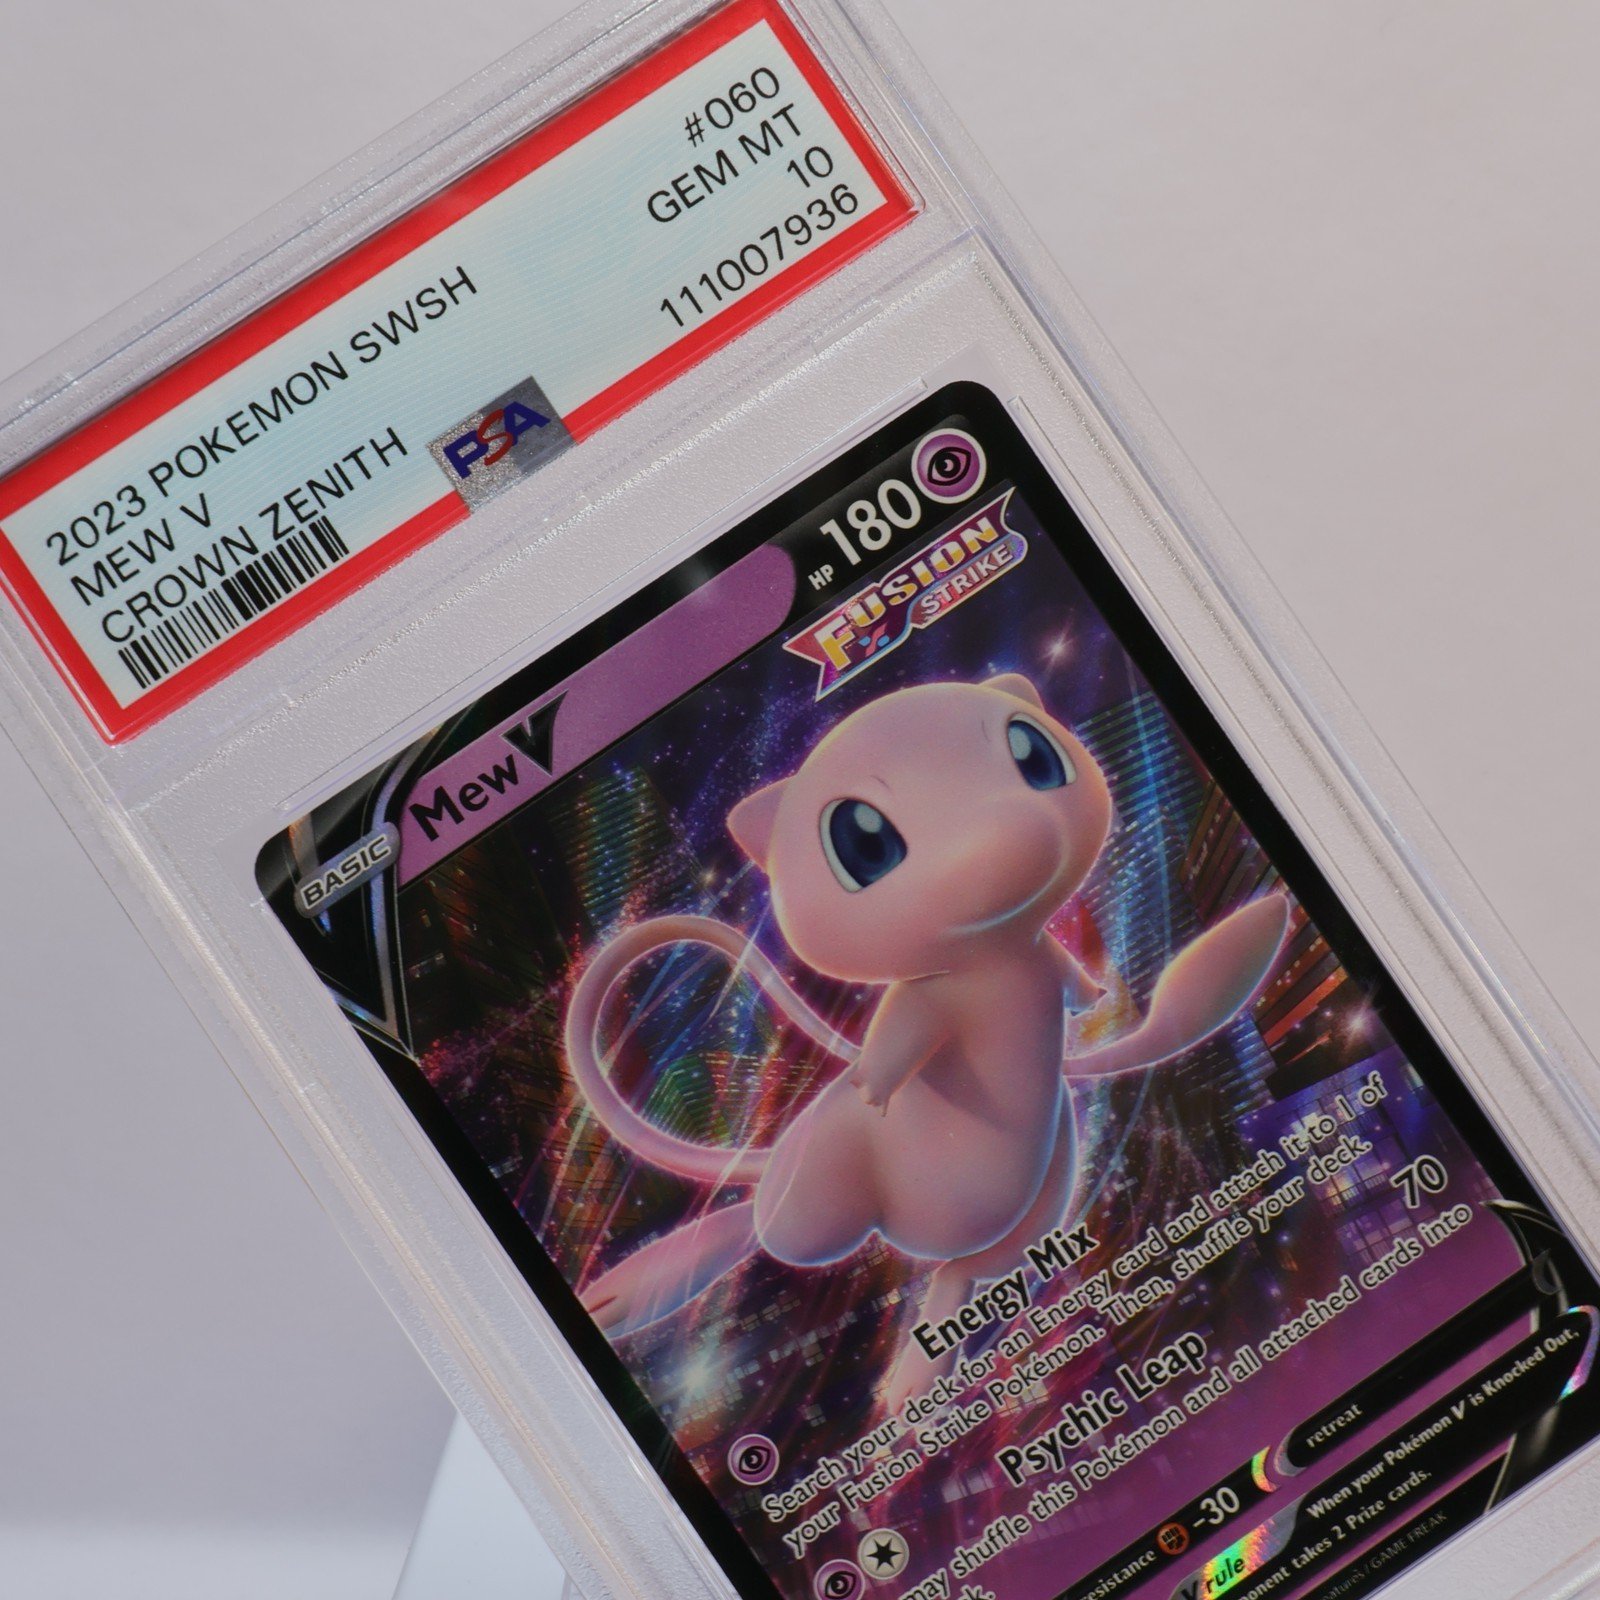 2023 POKEMON SWSH
MEW V
CROWN ZENITH
#060
GEM MT
10
111007936
PSA
BASIC
Mew V
HP 180
FUSION
STRIKE
Energy Mix
Search your deck for an Energy card and attach it to 1 of
your Fusion Strike Pokémon. Then, shuffle your deck.
Psychic Leap 70
may shuffle this Pokémon and all attached cards into
resistance -30
retreat
V rule
When your Pokémon V is Knocked Out,
takes 2 Prize cards.
/ GAME FREAK